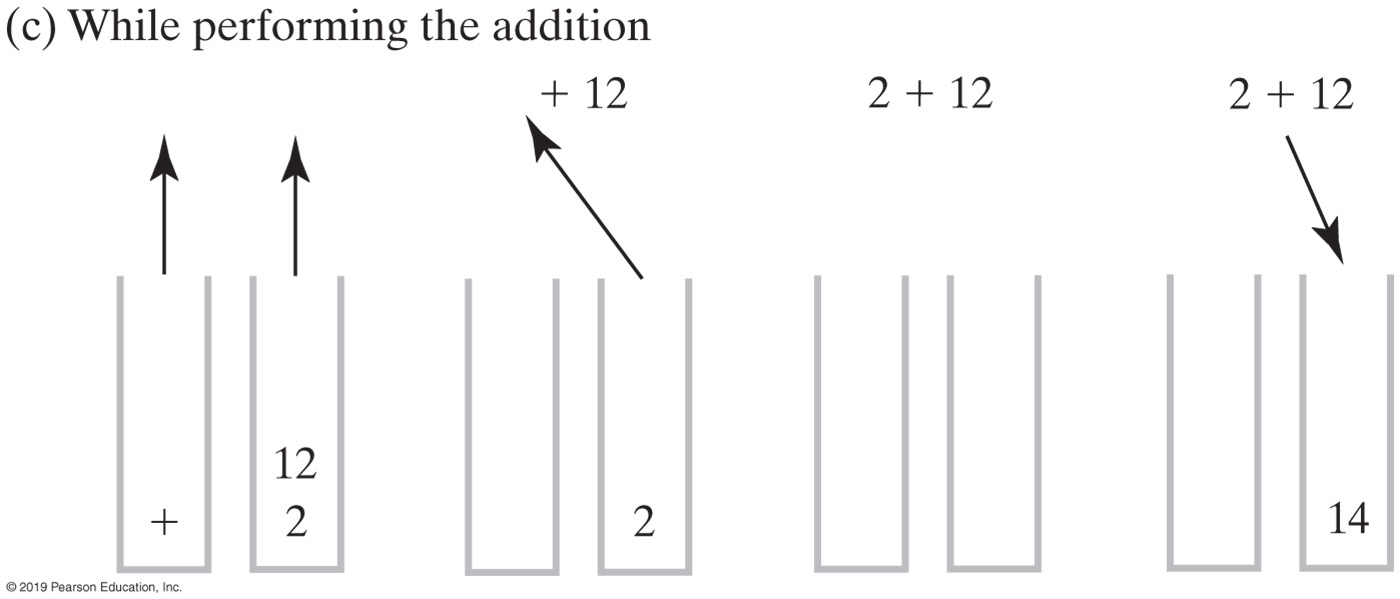 (c) While performing the addition
+ 12
2 + 12
2 + 12
12
+
2
2
14
© 2019 Pearson Education, Inc.